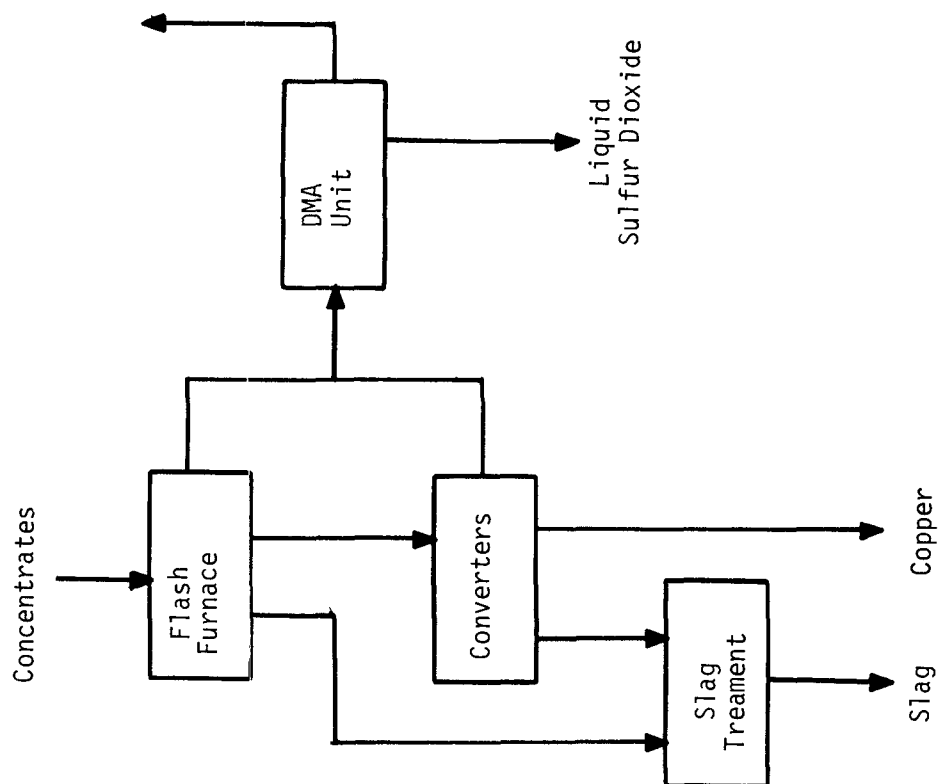 Concentrates
Flash
Furnace
Converters
Slag
Treament
Slag
Copper
DMA
Unit
Liquid
Sulfur Dioxide